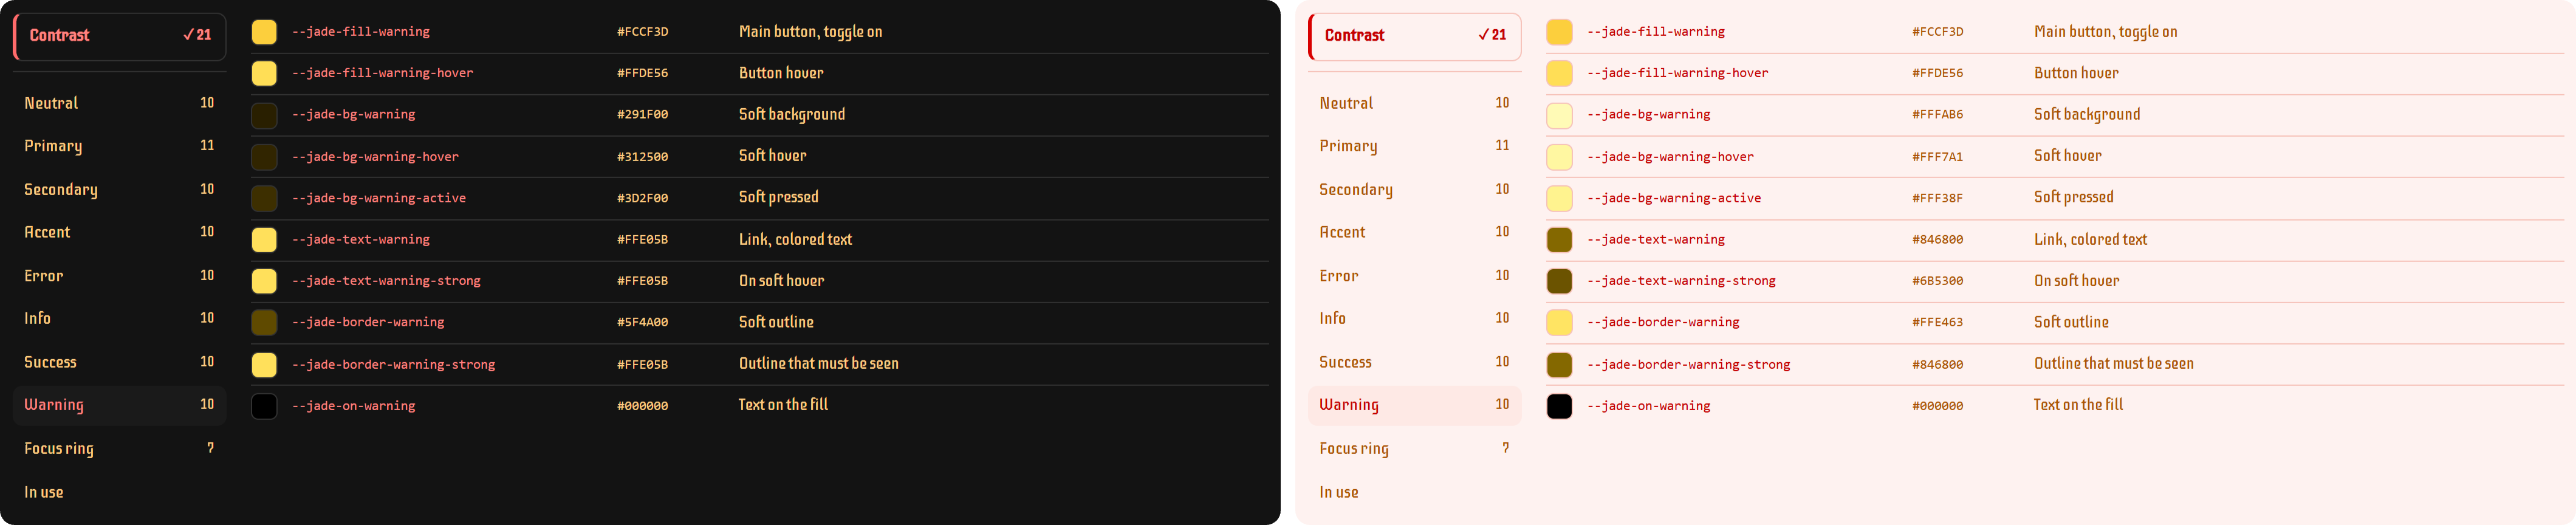 Contrast ✓ 21
Neutral 10
Primary 11
Secondary 10
Accent 10
Error 10
Info 10
Success 10
Warning 10
Focus ring 7
In use
--jade-fill-warning #FCCF3D Main button, toggle on
--jade-fill-warning-hover #FFDE56 Button hover
--jade-bg-warning #291F00 Soft background
--jade-bg-warning-hover #312500 Soft hover
--jade-bg-warning-active #3D2F00 Soft pressed
--jade-text-warning #FFE05B Link, colored text
--jade-text-warning-strong #FFE05B On soft hover
--jade-border-warning #5F4A00 Soft outline
--jade-border-warning-strong #FFE05B Outline that must be seen
--jade-on-warning #000000 Text on the fill
Contrast ✓ 21
Neutral 10
Primary 11
Secondary 10
Accent 10
Error 10
Info 10
Success 10
Warning 10
Focus ring 7
In use
--jade-fill-warning #FCCF3D Main button, toggle on
--jade-fill-warning-hover #FFDE56 Button hover
--jade-bg-warning #FFFAB6 Soft background
--jade-bg-warning-hover #FFF7A1 Soft hover
--jade-bg-warning-active #FFF38F Soft pressed
--jade-text-warning #846800 Link, colored text
--jade-text-warning-strong #6B5300 On soft hover
--jade-border-warning #FFE463 Soft outline
--jade-border-warning-strong #846800 Outline that must be seen
--jade-on-warning #000000 Text on the fill